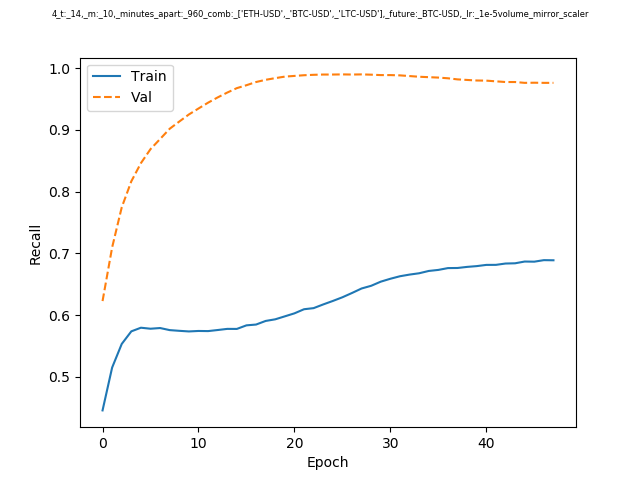 4_t:_14,_m:_10,_minutes_apart:_960_comb:_['ETH-USD',_'BTC-USD',_'LTC-USD'],_future:_BTC-USD,_lr:_1e-5volume_mirror_scaler
Train
Val
1.0
0.9
0.8
0.7
0.6
0.5
Recall
0 10 20 30 40
Epoch